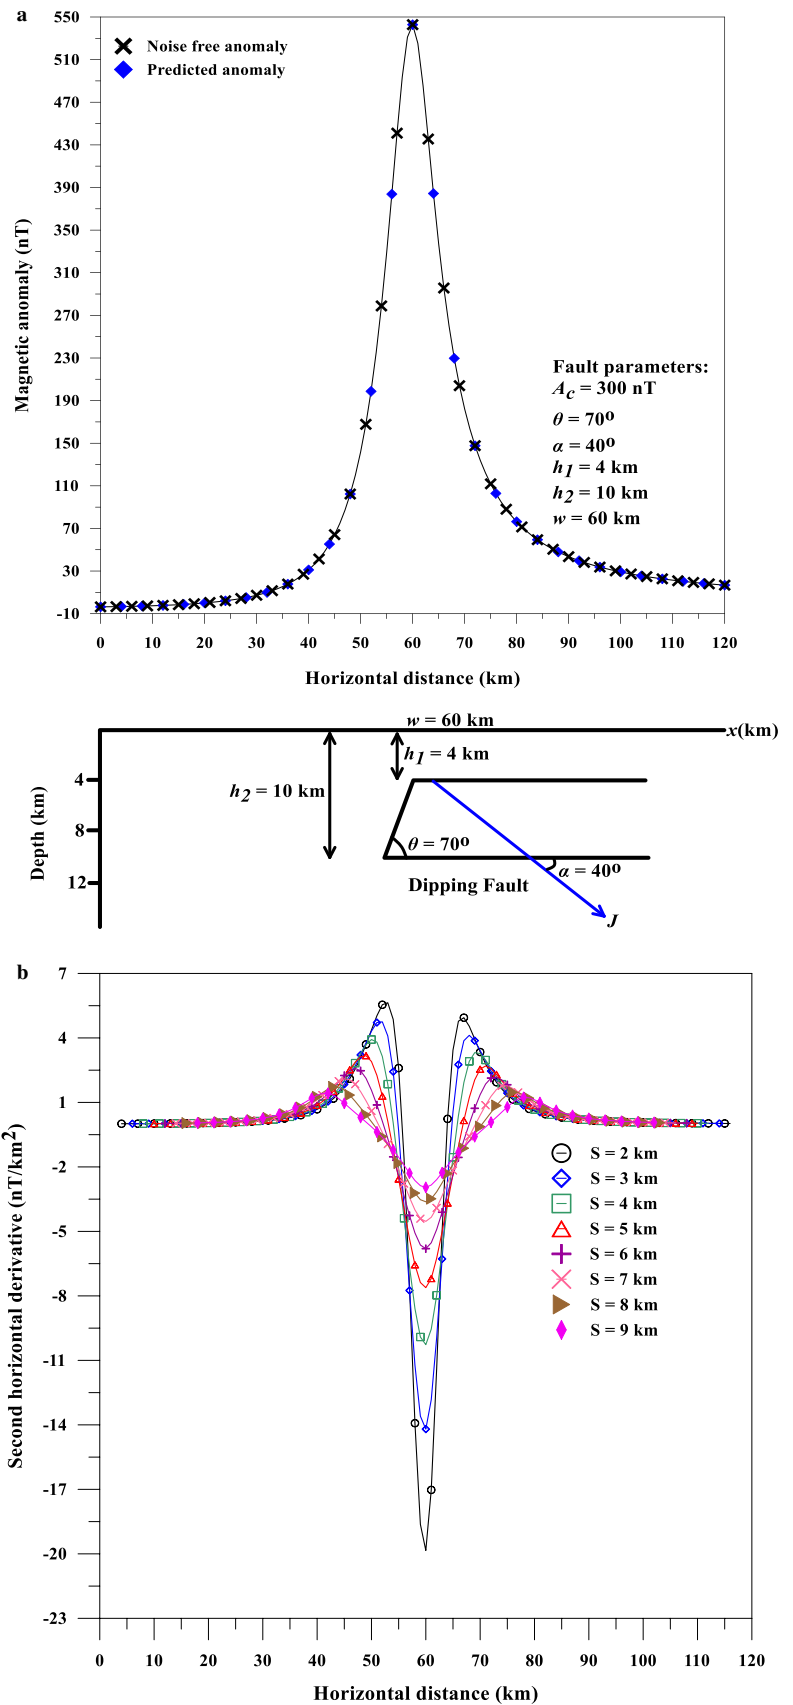 a
550
510
470
430
390
350
310
270
230
190
150
110
70
30
-10
Magnetic anomaly (nT)
Noise free anomaly
Predicted anomaly
Fault parameters:
Ac = 300 nT
θ = 70º
α = 40º
h1 = 4 km
h2 = 10 km
w = 60 km
0 10 20 30 40 50 60 70 80 90 100 110 120
Horizontal distance (km)
w = 60 km
x(km)
h1 = 4 km
h2 = 10 km
4
8
12
Depth (km)
θ = 70º
α = 40º
Dipping Fault
J
b
7
4
1
-2
-5
-8
-11
-14
-17
-20
-23
Second horizontal derivative (nT/km²)
S = 2 km
S = 3 km
S = 4 km
S = 5 km
S = 6 km
S = 7 km
S = 8 km
S = 9 km
0 10 20 30 40 50 60 70 80 90 100 110 120
Horizontal distance (km)